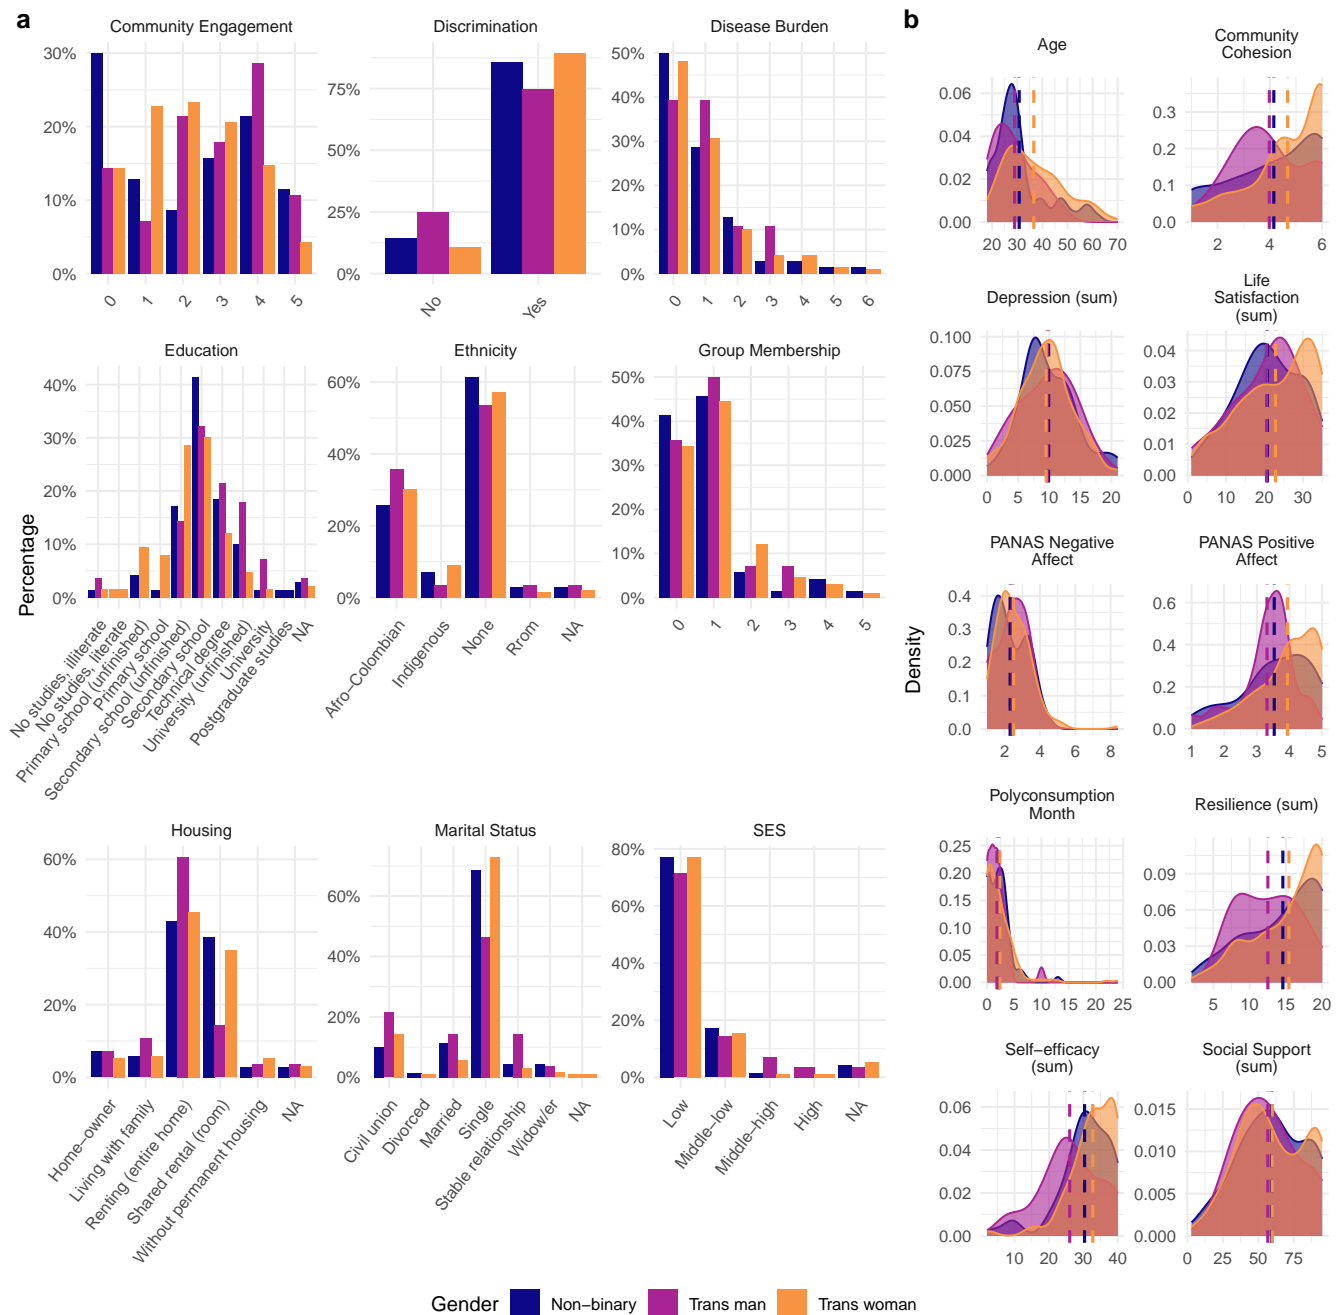 a
Community Engagement
30%
20%
10%
0%
0
1
2
3
4
5
Discrimination
75%
50%
25%
0%
No
Yes
Disease Burden
50%
40%
30%
20%
10%
0%
0
1
2
3
4
5
6
Percentage
Education
40%
30%
20%
10%
0%
No studies, illiterate
No studies, literate
Primary school (unfinished)
Primary school
Secondary school (unfinished)
Secondary school
Technical degree
University (unfinished)
University
Postgraduate studies
NA
Ethnicity
60%
40%
20%
0%
Afro−Colombian
Indigenous
None
Rrom
NA
Group Membership
50%
40%
30%
20%
10%
0%
0
1
2
3
4
5
Housing
60%
40%
20%
0%
Home−owner
Living with family
Renting (entire home)
Shared rental (room)
Without permanent housing
NA
Marital Status
60%
40%
20%
0%
Civil union
Divorced
Married
Single
Stable relationship
Widow/er
NA
SES
80%
60%
40%
20%
0%
Low
Middle−low
Middle−high
High
NA
b
Age
0.06
0.04
0.02
0.00
20 30 40 50 60 70
Community
Cohesion
0.3
0.2
0.1
0.0
2 4 6
Depression (sum)
0.100
0.075
0.050
0.025
0.000
0 5 10 15 20
Life
Satisfaction
(sum)
0.04
0.03
0.02
0.01
0.00
0 10 20 30
Density
PANAS Negative
Affect
0.4
0.3
0.2
0.1
0.0
2 4 6 8
PANAS Positive
Affect
0.6
0.4
0.2
0.0
1 2 3 4 5
Polyconsumption
Month
0.25
0.20
0.15
0.10
0.05
0.00
0 5 10 15 20 25
Resilience (sum)
0.09
0.06
0.03
0.00
5 10 15 20
Self−efficacy
(sum)
0.06
0.04
0.02
0.00
10 20 30 40
Social Support
(sum)
0.015
0.010
0.005
0.000
0 25 50 75
Gender Non−binary Trans man Trans woman